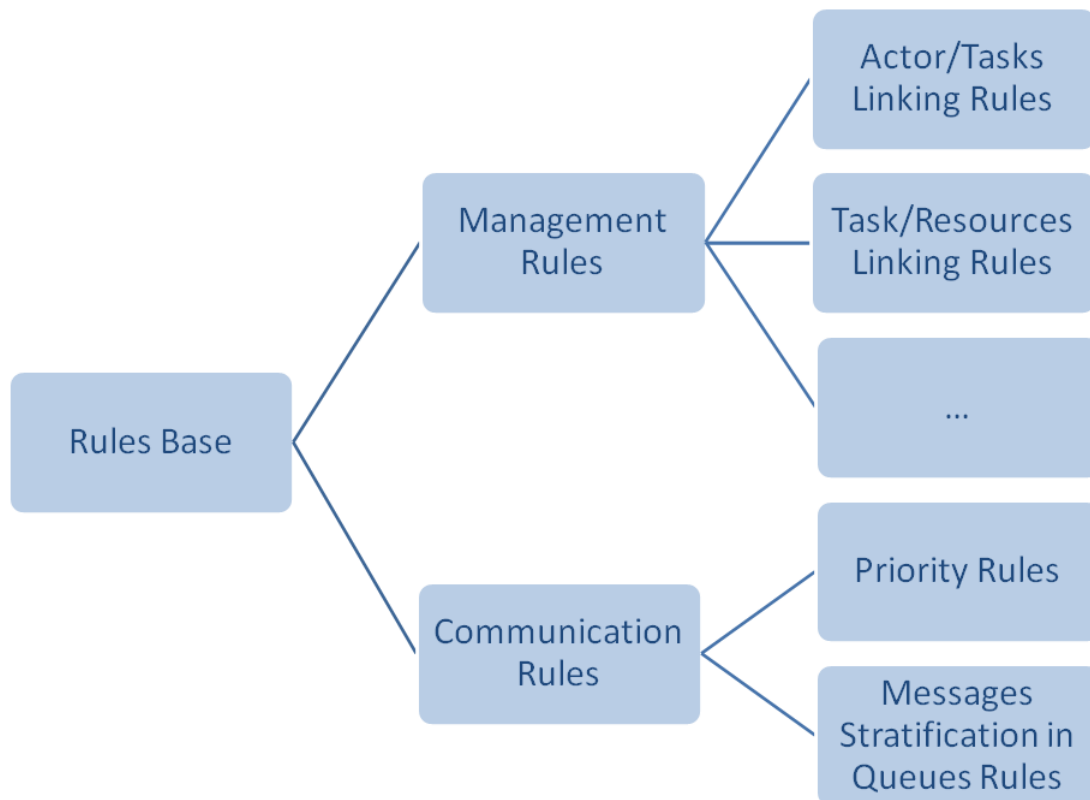 Actor/Tasks
Linking Rules
Management
Rules
Task/Resources
Linking Rules
...
Rules Base
Priority Rules
Communication
Rules
Messages
Stratification in
Queues Rules